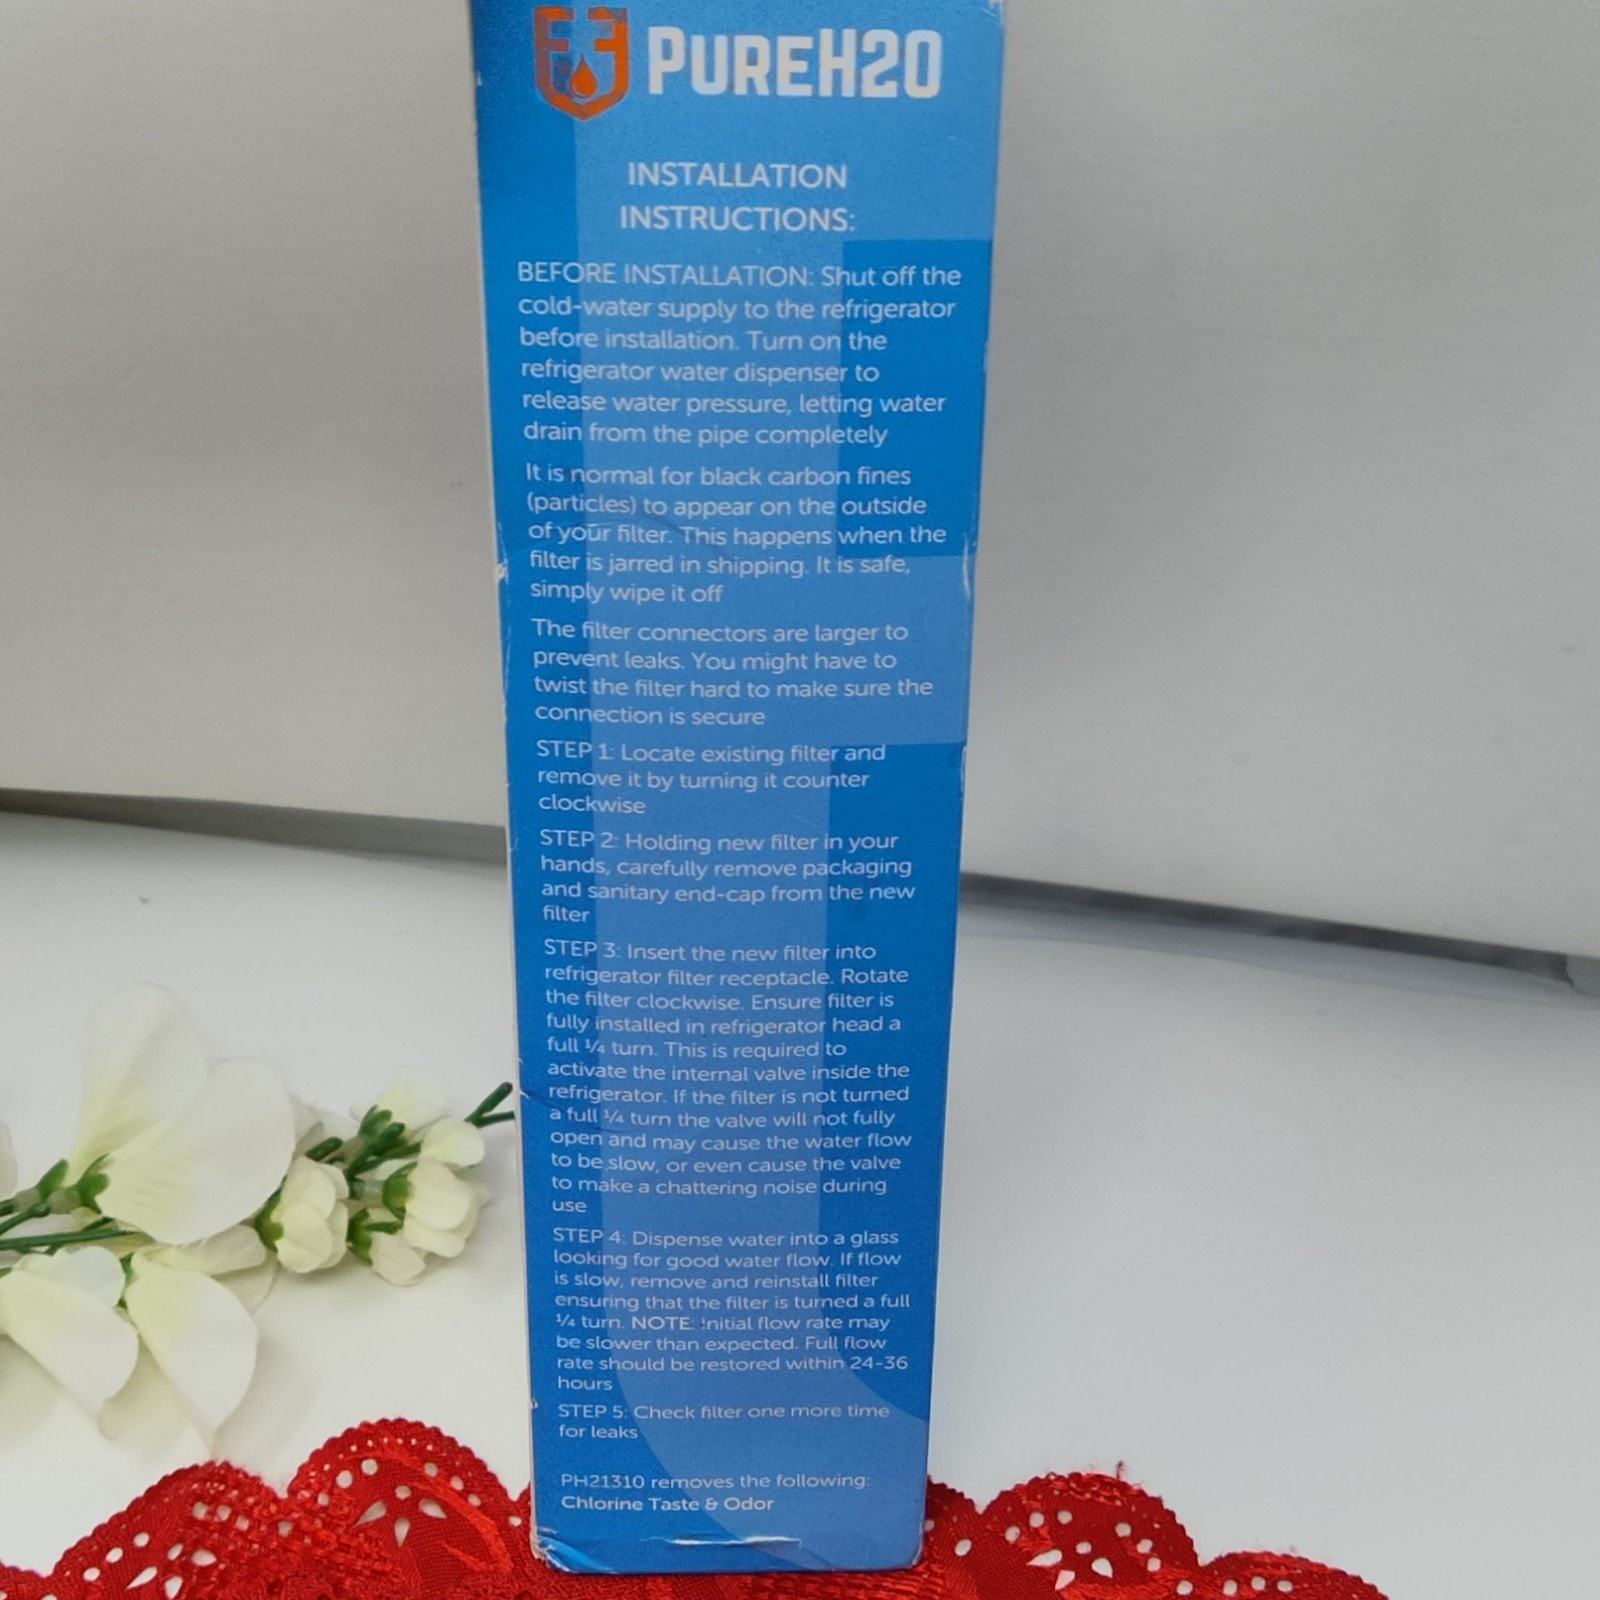 PUREH2O
INSTALLATION
INSTRUCTIONS:
BEFORE INSTALLATION: Shut off the
cold-water supply to the refrigerator
before installation. Turn on the
refrigerator water dispenser to
release water pressure, letting water
drain from the pipe completely
It is normal for black carbon fines
(particles) to appear on the outside
of your filter. This happens when the
filter is jarred in shipping. It is safe,
simply wipe it off
The filter connectors are larger to
prevent leaks. You might have to
twist the filter hard to make sure the
connection is secure
STEP 1: Locate existing filter and
remove it by turning it counter
clockwise
STEP 2: Holding new filter in your
hands, carefully remove packaging
and sanitary end-cap from the new
filter
STEP 3: Insert the new filter into
refrigerator filter receptacle. Rotate
the filter clockwise. Ensure filter is
fully installed in refrigerator head a
full ¼ turn. This is required to
activate the internal valve inside the
refrigerator. If the filter is not turned
a full ¼ turn the valve will not fully
open and may cause the water flow
to be slow, or even cause the valve
to make a chattering noise during
use
STEP 4: Dispense water into a glass
looking for good water flow. If flow
is slow, remove and reinstall filter
ensuring that the filter is turned a full
¼ turn. NOTE: Initial flow rate may
be slower than expected. Full flow
rate should be restored within 24-36
hours
STEP 5: Check filter one more time
for leaks
PH21310 removes the following:
Chlorine Taste & Odor